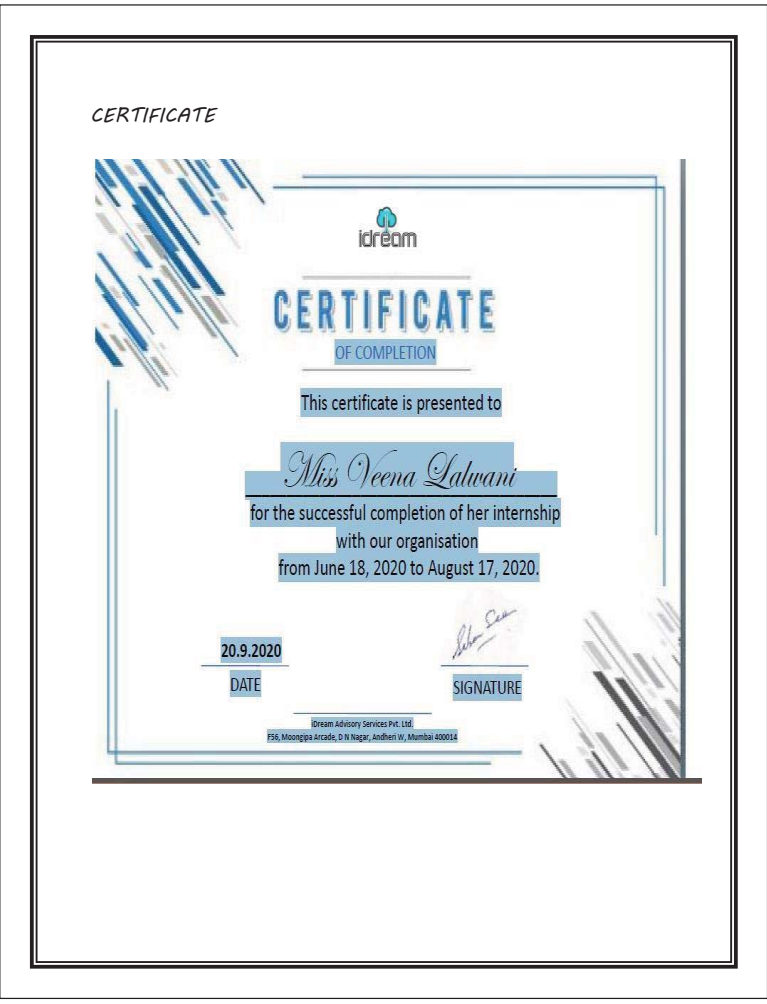 CERTIFICATE
idream
CERTIFICATE
OF COMPLETION
This certificate is presented to
Miss Veena Lalwani
for the successful completion of her internship
with our organisation
from June 18, 2020 to August 17, 2020.
20.9.2020
DATE
SIGNATURE
iDream Advisory Services Pvt. Ltd.
F56, Moongipa Arcade, D N Nagar, Andheri W, Mumbai 400014